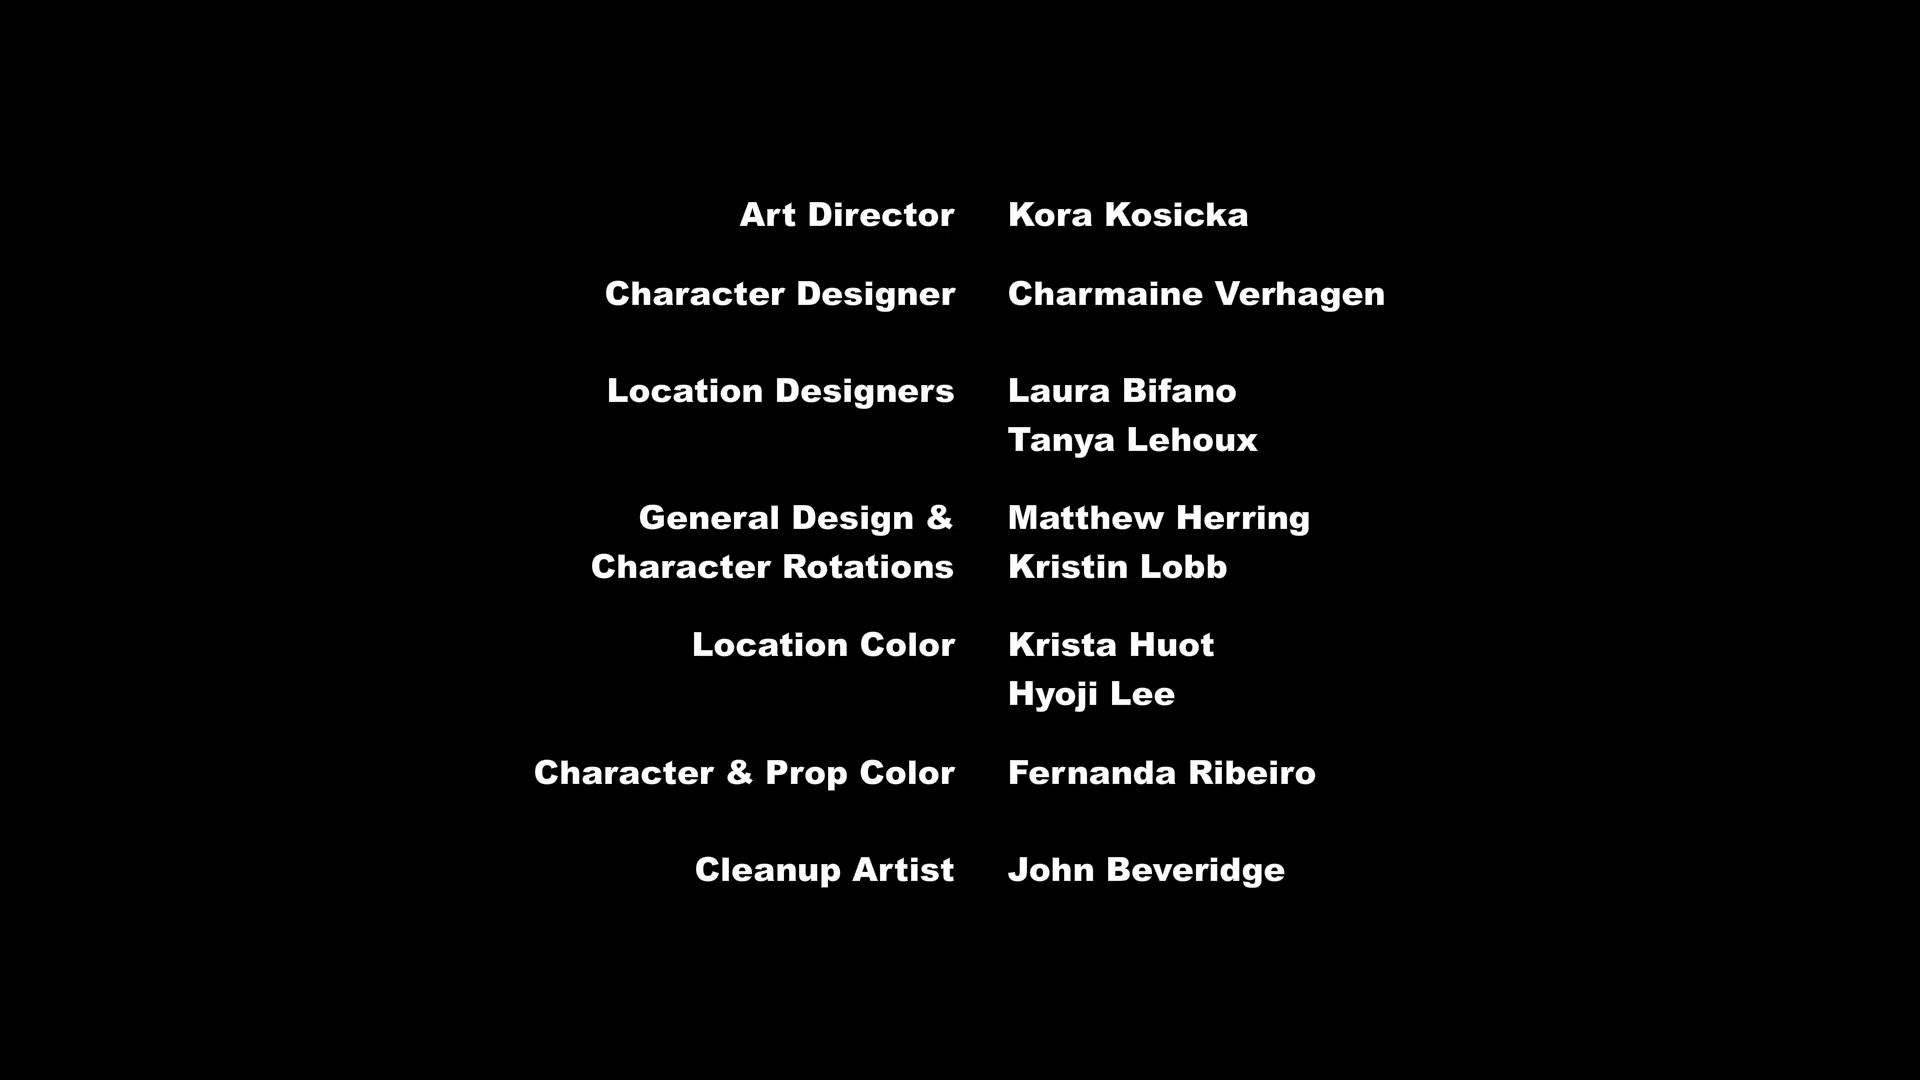 Art Director Kora Kosicka
Character Designer Charmaine Verhagen
Location Designers Laura Bifano
Tanya Lehoux
General Design & Matthew Herring
Character Rotations Kristin Lobb
Location Color Krista Huot
Hyoji Lee
Character & Prop Color Fernanda Ribeiro
Cleanup Artist John Beveridge